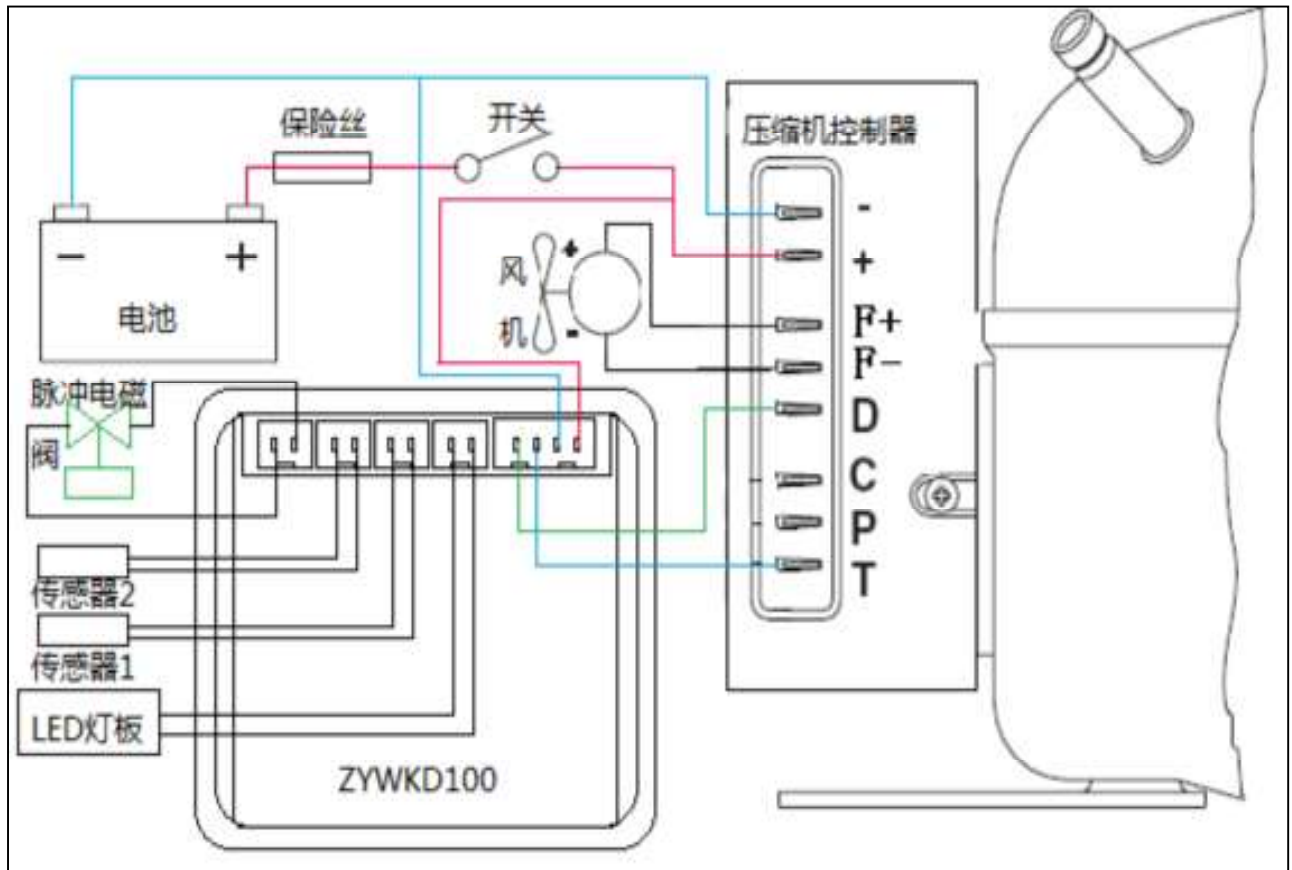 保险丝
开关
压缩机控制器
-
+
风
机
+
-
-
+
电池
F+
F-
D
C
P
T
脉冲电磁
阀
传感器2
传感器1
LED灯板
ZYWKD100